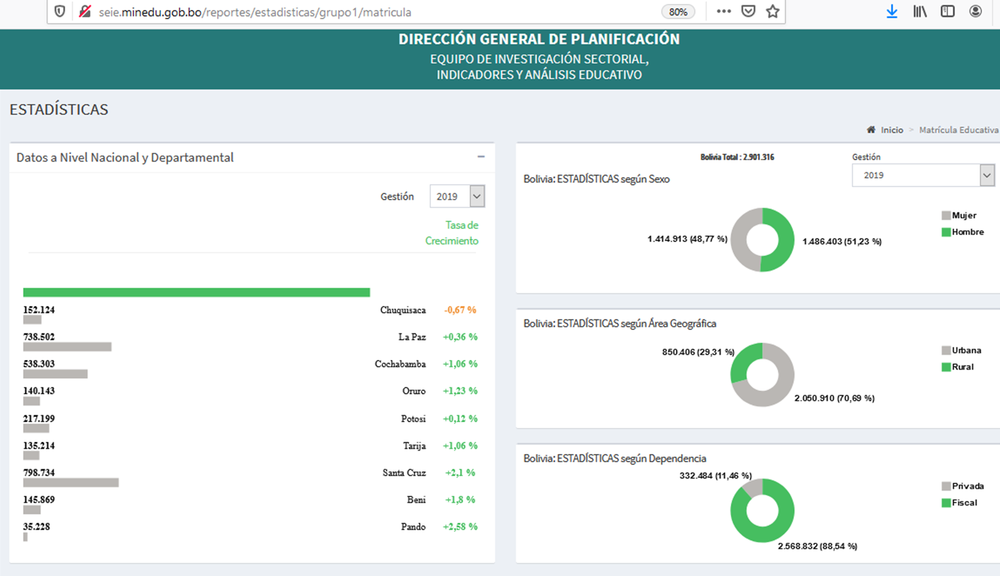 seie.minedu.gob.bo/reportes/estadisticas/grupo1/matricula
80%
DIRECCIÓN GENERAL DE PLANIFICACIÓN
EQUIPO DE INVESTIGACIÓN SECTORIAL,
INDICADORES Y ANÁLISIS EDUCATIVO
ESTADÍSTICAS
Inicio > Matrícula Educativa
Datos a Nivel Nacional y Departamental
Gestión 2019
Tasa de
Crecimiento
152.124 Chuquisaca -0,67 %
738.502 La Paz +0,36 %
538.303 Cochabamba +1,06 %
140.143 Oruro +1,23 %
217.199 Potosi +0,12 %
135.214 Tarija +1,06 %
798.734 Santa Cruz +2,1 %
145.869 Beni +1,8 %
35.228 Pando +2,58 %
Bolivia Total : 2.901.316
Gestión
2019
Bolivia: ESTADÍSTICAS según Sexo
Mujer
Hombre
1.414.913 (48,77 %)
1.486.403 (51,23 %)
Bolivia: ESTADÍSTICAS según Área Geográfica
850.406 (29,31 %)
Urbana
Rural
2.050.910 (70,69 %)
Bolivia: ESTADÍSTICAS según Dependencia
332.484 (11,46 %)
Privada
Fiscal
2.568.832 (88,54 %)